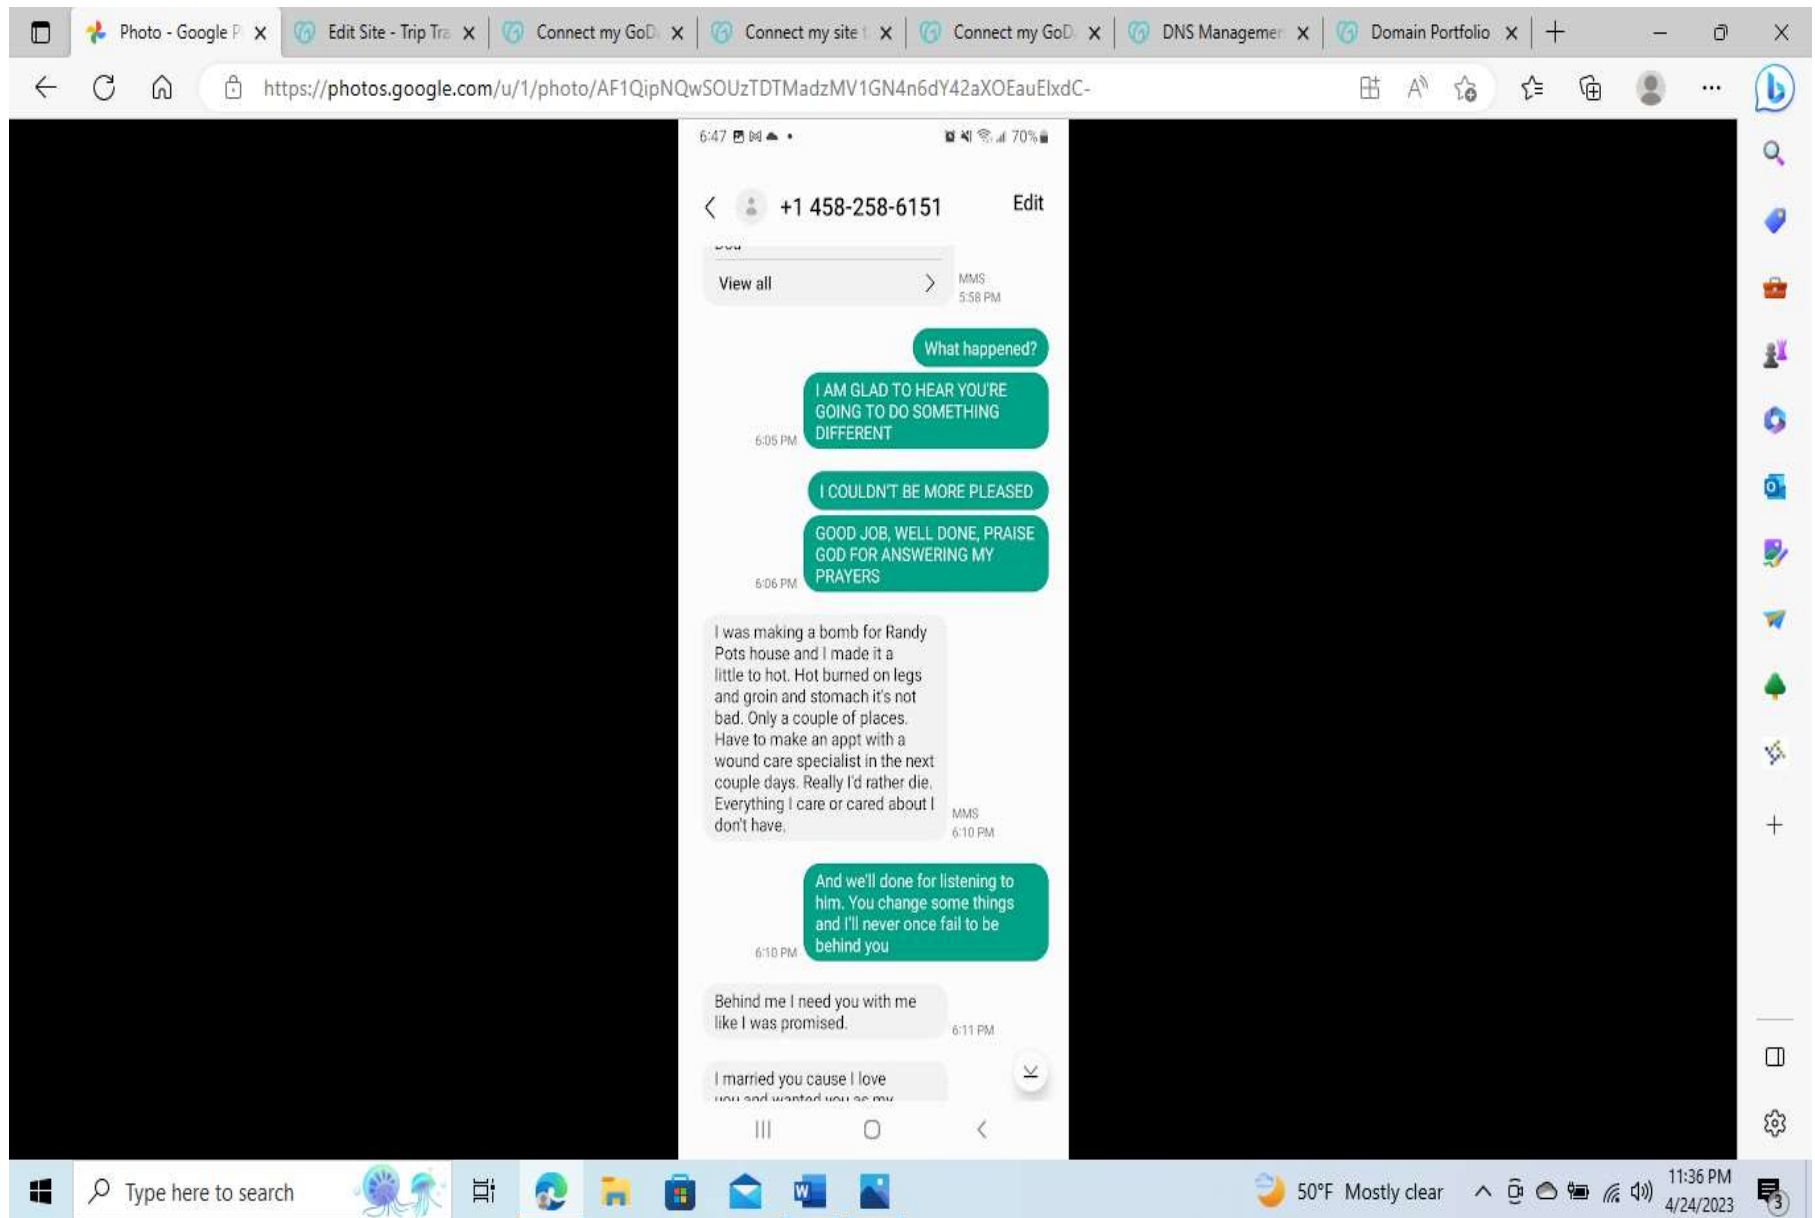 Photo - Google P
Edit Site - Trip Tra
Connect my GoD
Connect my site t
Connect my GoD
DNS Managemen
Domain Portfolio
https://photos.google.com/u/1/photo/AF1QipNQwSOUzTDTMadzMV1GN4n6dY42aXOEauElxdC-
6:47
70%
+1 458-258-6151
Edit
View all
MMS
5:58 PM
What happened?
I AM GLAD TO HEAR YOU'RE
GOING TO DO SOMETHING
DIFFERENT
6:05 PM
I COULDN'T BE MORE PLEASED
GOOD JOB, WELL DONE, PRAISE
GOD FOR ANSWERING MY
PRAYERS
6:06 PM
I was making a bomb for Randy
Pots house and I made it a
little to hot. Hot burned on legs
and groin and stomach it's not
bad. Only a couple of places.
Have to make an appt with a
wound care specialist in the next
couple days. Really I'd rather die.
Everything I care or cared about I
don't have.
MMS
6:10 PM
And we'll done for listening to
him. You change some things
and I'll never once fail to be
behind you
6:10 PM
Behind me I need you with me
like I was promised.
6:11 PM
I married you cause I love
you and wanted you as my
Type here to search
50°F Mostly clear
11:36 PM
4/24/2023
3